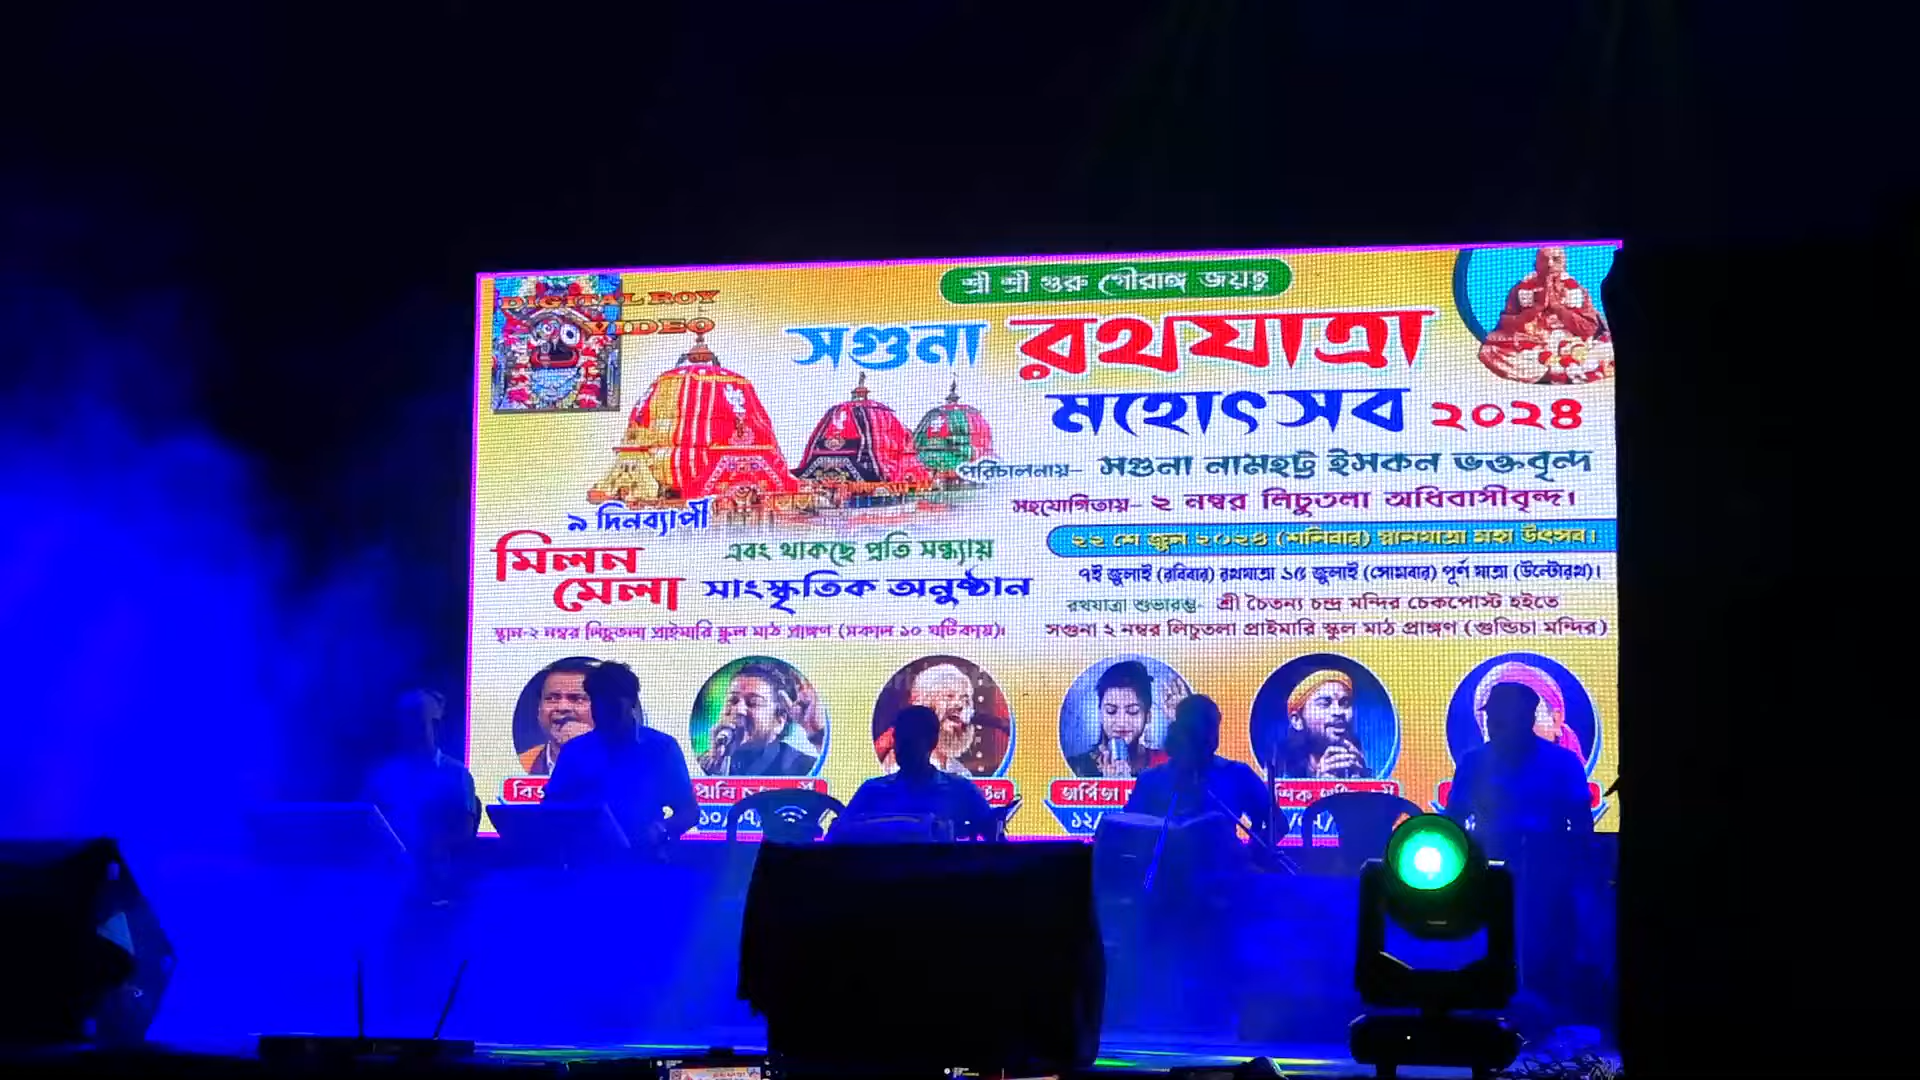 শ্রী শ্রী গুরু গৌরাঙ্গ জয়তু
DIGITAL ROY
VIDEO
সগুনা রথযাত্রা
মহোৎসব ২০২৪
পরিচালনায়- সগুনা নামহট্ট ইসকন ভক্তবৃন্দ
সহযোগিতায়- ২ নম্বর লিচুতলা অধিবাসীবৃন্দ।
২২ শে জুন ২০২৪ (শনিবার) স্নানযাত্রা মহা উৎসব।
৭ই জুলাই (রবিবার) রথযাত্রা ১৫ জুলাই (সোমবার) পূর্ণ যাত্রা (উল্টোরথ)।
রথযাত্রা শুভারম্ভ- শ্রী চৈতন্য চন্দ্র মন্দির চেকপোস্ট হইতে
সগুনা ২ নম্বর লিচুতলা প্রাইমারি স্কুল মাঠ প্রাঙ্গণ (গুন্ডিচা মন্দির)
৯ দিনব্যাপী
মিলন
মেলা
এবং থাকছে প্রতি সন্ধ্যায়
সাংস্কৃতিক অনুষ্ঠান
স্থান-২ নম্বর লিচুতলা প্রাইমারি স্কুল মাঠ প্রাঙ্গণ (সকাল ১০ ঘটিকায়)।
ঋষি
অর্পিতা